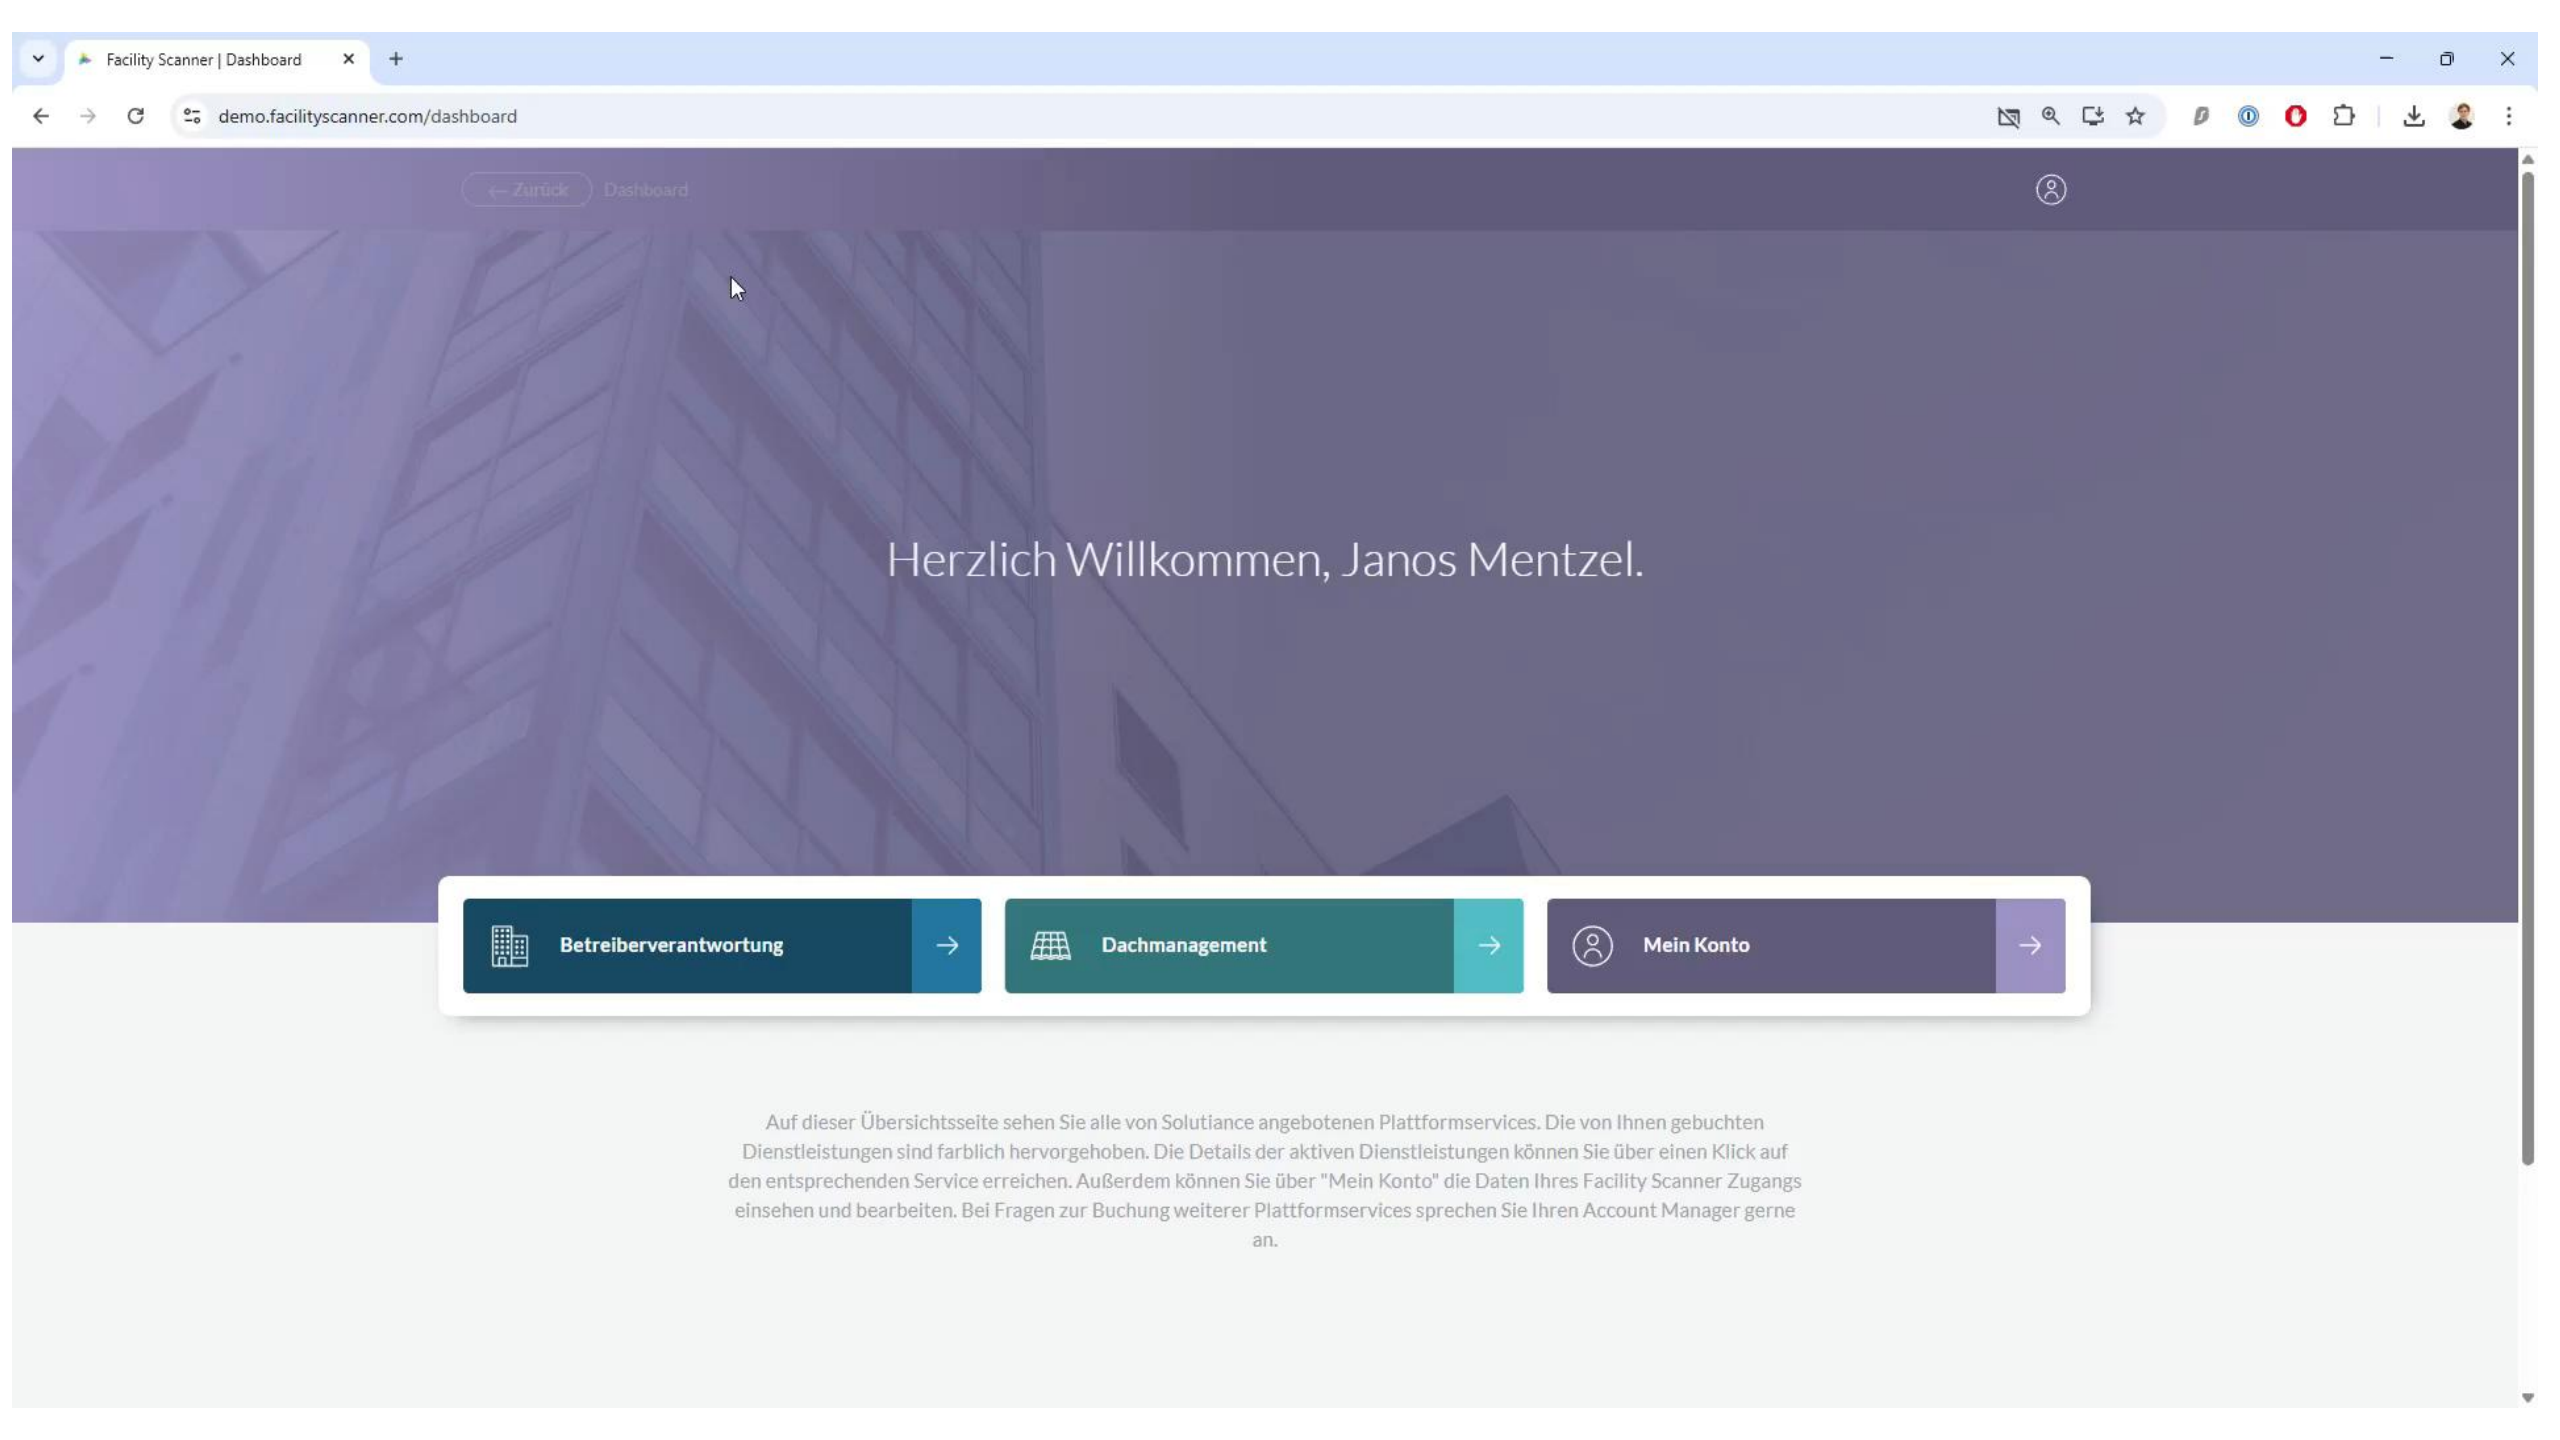 Facility Scanner | Dashboard
demo.facilityscanner.com/dashboard
← Zurück Dashboard
Herzlich Willkommen, Janos Mentzel.
Betreiberverantwortung → Dachmanagement → Mein Konto →
Auf dieser Übersichtsseite sehen Sie alle von Solutiance angebotenen Plattformservices. Die von Ihnen gebuchten
Dienstleistungen sind farblich hervorgehoben. Die Details der aktiven Dienstleistungen können Sie über einen Klick auf
den entsprechenden Service erreichen. Außerdem können Sie über "Mein Konto" die Daten Ihres Facility Scanner Zugangs
einsehen und bearbeiten. Bei Fragen zur Buchung weiterer Plattformservices sprechen Sie Ihren Account Manager gerne
an.